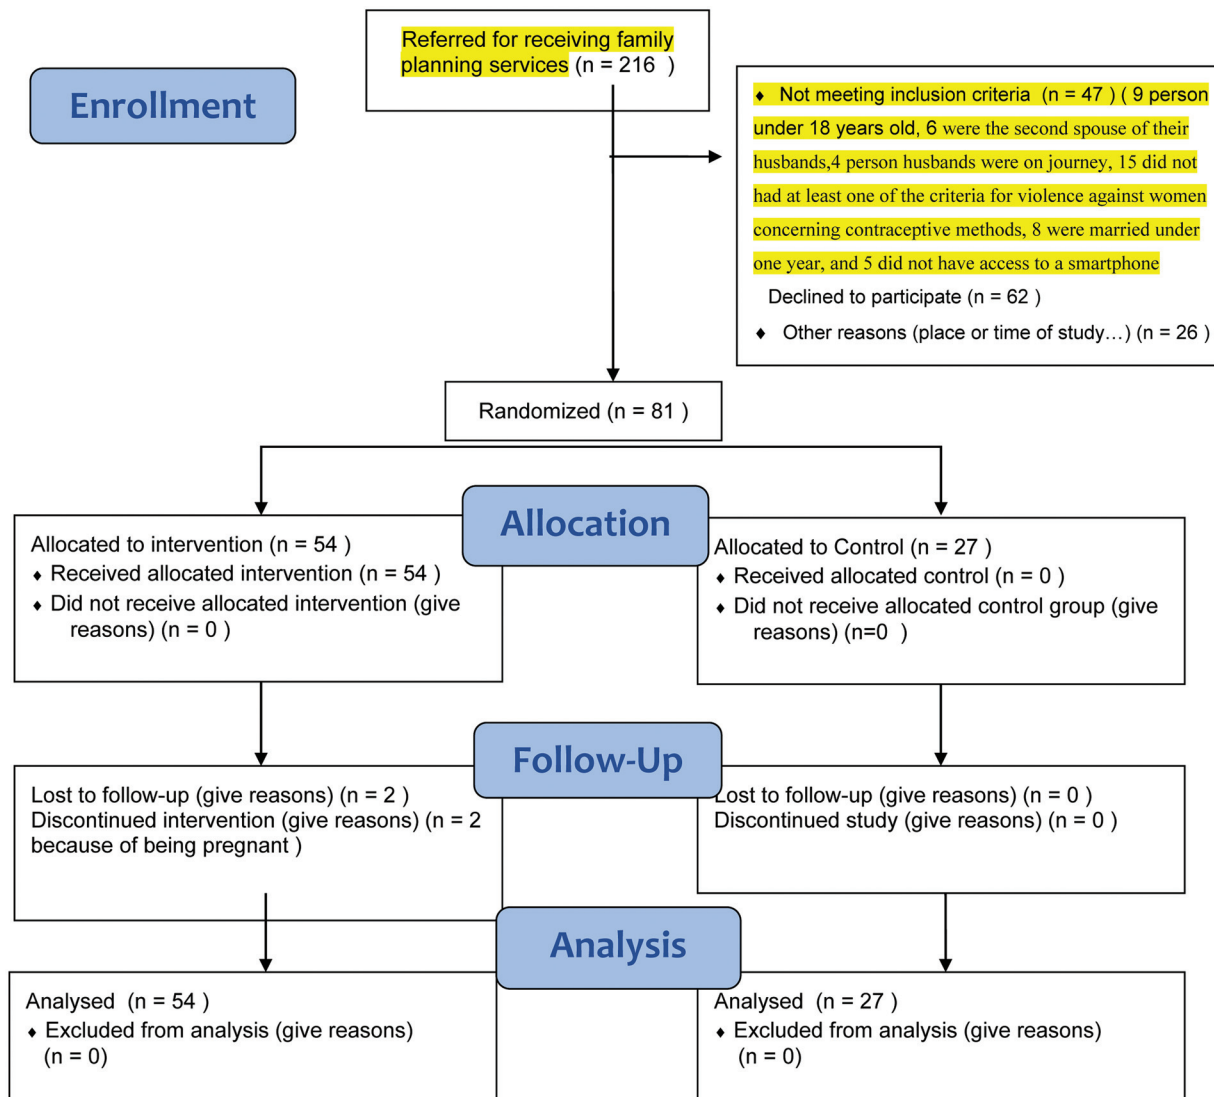 Referred for receiving family
planning services (n = 216 )
Enrollment
♦ Not meeting inclusion criteria (n = 47 ) ( 9 person
under 18 years old, 6 were the second spouse of their
husbands,4 person husbands were on journey, 15 did not
had at least one of the criteria for violence against women
concerning contraceptive methods, 8 were married under
one year, and 5 did not have access to a smartphone
Declined to participate (n = 62 )
♦ Other reasons (place or time of study…) (n = 26 )
Randomized (n = 81 )
Allocation
Allocated to intervention (n = 54 )
♦ Received allocated intervention (n = 54 )
♦ Did not receive allocated intervention (give
reasons) (n = 0 )
Allocated to Control (n = 27 )
♦ Received allocated control (n = 0 )
♦ Did not receive allocated control group (give
reasons) (n=0 )
Follow-Up
Lost to follow-up (give reasons) (n = 2 )
Discontinued intervention (give reasons) (n = 2
because of being pregnant )
Lost to follow-up (give reasons) (n = 0 )
Discontinued study (give reasons) (n = 0 )
Analysis
Analysed (n = 54 )
♦ Excluded from analysis (give reasons)
(n = 0)
Analysed (n = 27 )
♦ Excluded from analysis (give reasons)
(n = 0)